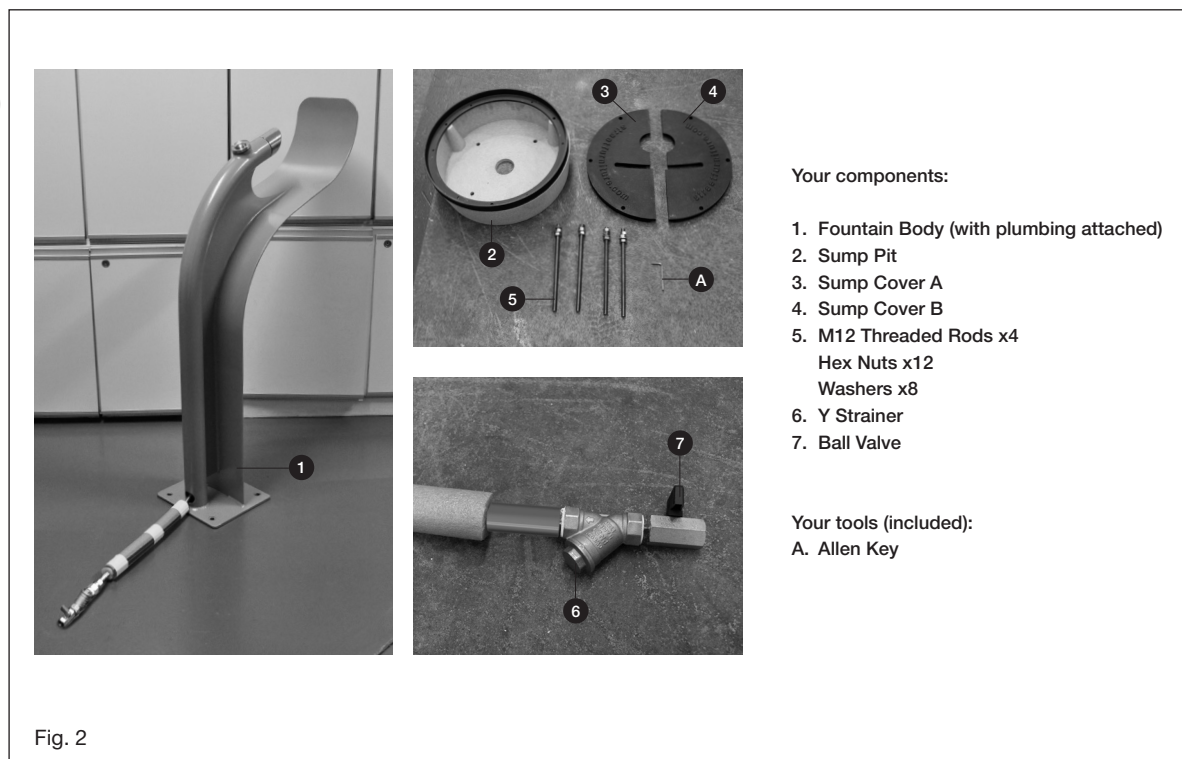 1
2
3
4
5
A
6
7
Your components:
1. Fountain Body (with plumbing attached)
2. Sump Pit
3. Sump Cover A
4. Sump Cover B
5. M12 Threaded Rods x4
Hex Nuts x12
Washers x8
6. Y Strainer
7. Ball Valve
Your tools (included):
A. Allen Key
Fig. 2